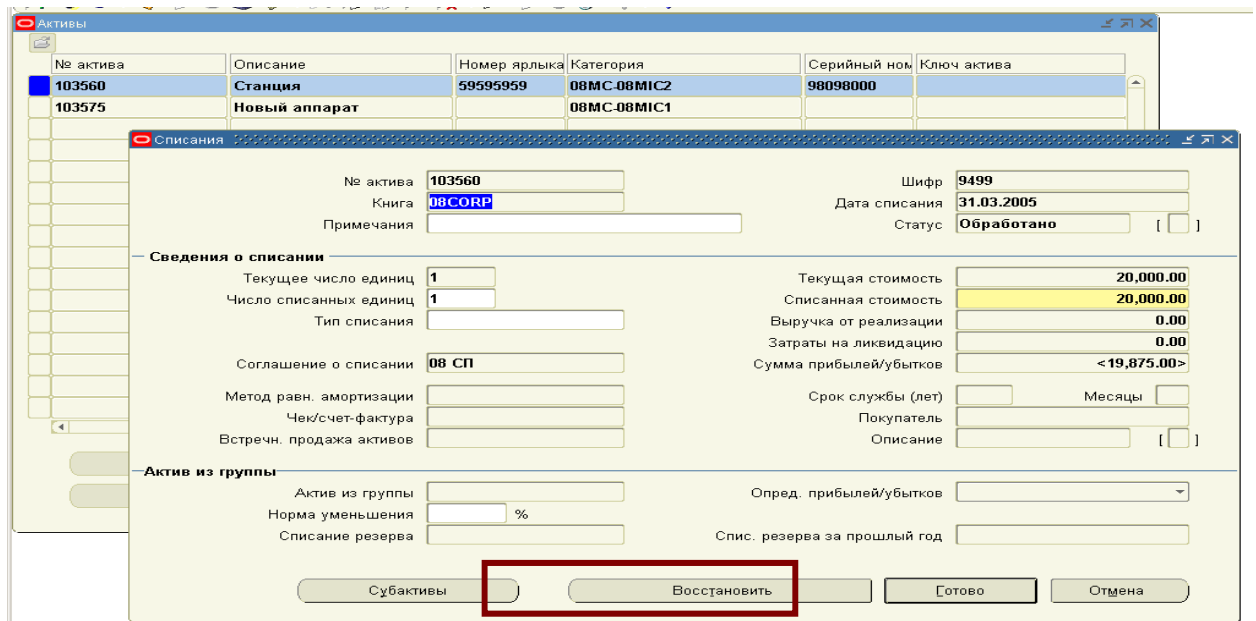 Активы
№ актива Описание Номер ярлыка Категория Серийный ном Ключ актива
103560 Станция 59595959 08MC-08MIC2 98098000
103575 Новый аппарат 08MC-08MIC1
Списания
№ актива 103560 Шифр 9499
Книга 08CORP Дата списания 31.03.2005
Примечания Статус Обработано [ ]
Сведения о списании
Текущее число единиц 1 Текущая стоимость 20,000.00
Число списанных единиц 1 Списанная стоимость 20,000.00
Тип списания Выручка от реализации 0.00
Затраты на ликвидацию 0.00
Соглашение о списании 08 СП Сумма прибылей/убытков <19,875.00>
Метод равн. амортизации Срок службы (лет) Месяцы
Чек/счет-фактура Покупатель
Встречн. продажа активов Описание [ ]
Актив из группы
Актив из группы Опред. прибылей/убытков
Норма уменьшения %
Списание резерва Спис. резерва за прошлый год
Субактивы Восстановить Готово Отмена